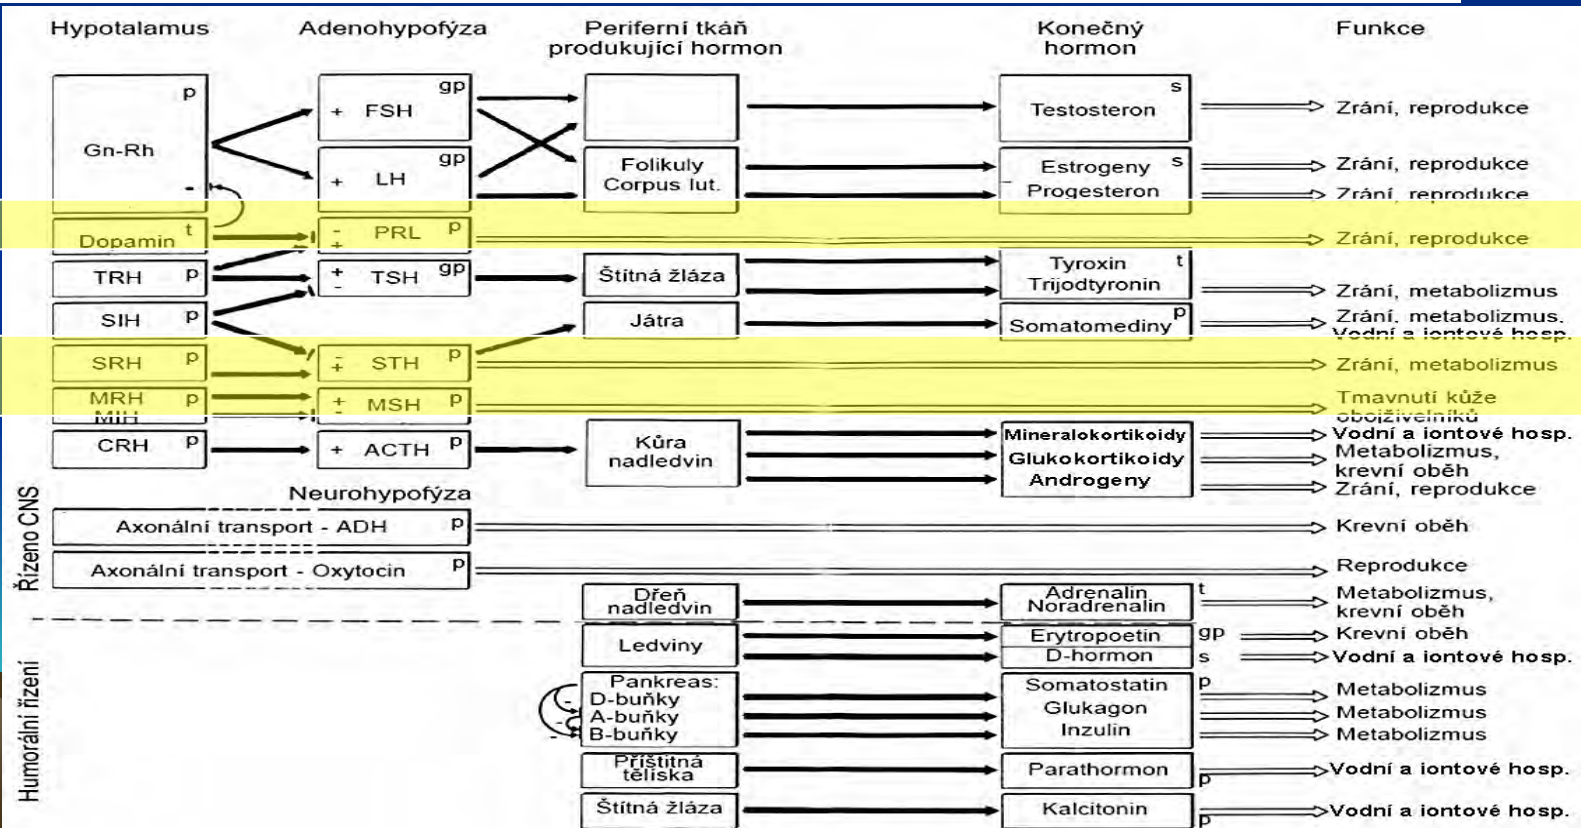 Hypotalamus
Adenohypofýza
Periferní tkáň
produkující hormon
Konečný
hormon
Funkce
p
Gn-Rh
-
gp
+ FSH
gp
+ LH
Folikuly
Corpus lut.
s
Testosteron
Estrogeny s
-
Progesteron
Zrání, reprodukce
Zrání, reprodukce
Zrání, reprodukce
Dopamin t
- PRL p
+
Zrání, reprodukce
TRH p
+ TSH gp
-
Štítná žláza
Tyroxin t
Trijodtyronin
Zrání, metabolizmus
SIH p
Játra
Somatomediny p
Zrání, metabolizmus.
Vodní a iontové hosp.
SRH p
- STH p
+
Zrání, metabolizmus
MRH p
MIH
+ MSH p
-
Tmavnutí kůže
obojživelníků
CRH p
+ ACTH p
Kůra
nadledvin
Mineralokortikoidy
Glukokortikoidy
Androgeny
Vodní a iontové hosp.
Metabolizmus,
krevní oběh
Zrání, reprodukce
Neurohypofýza
Axonální transport - ADH p
Krevní oběh
Axonální transport - Oxytocin p
Reprodukce
Řízeno CNS
Dřeň
nadledvin
Adrenalin t
Noradrenalin
Metabolizmus,
krevní oběh
Humorální řízení
Ledviny
Erytropoetin gp
D-hormon s
Krevní oběh
Vodní a iontové hosp.
Pankreas:
- D-buňky
- A-buňky
- B-buňky
Somatostatin p
Glukagon
Inzulin
Metabolizmus
Metabolizmus
Metabolizmus
Příštitná
tělíska
Parathormon p
Vodní a iontové hosp.
Štítná žláza
Kalcitonin p
Vodní a iontové hosp.